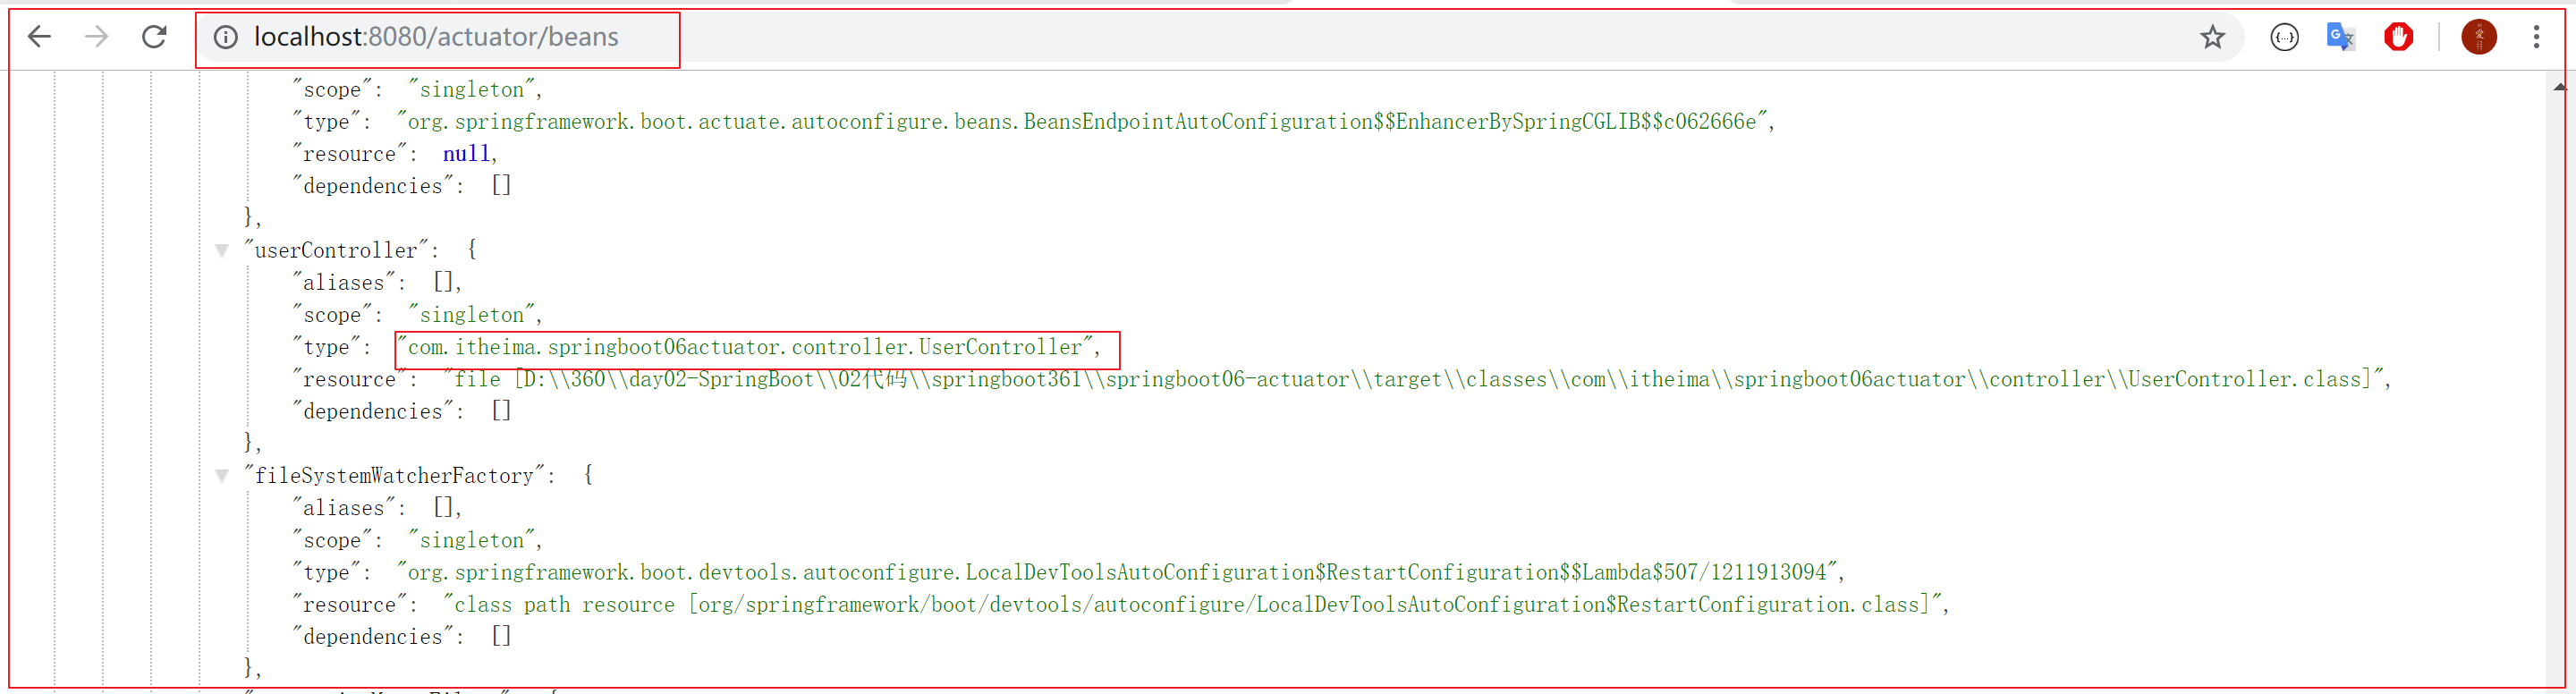 localhost:8080/actuator/beans
"scope": "singleton",
"type": "org.springframework.boot.actuate.autoconfigure.beans.BeansEndpointAutoConfiguration$$EnhancerBySpringCGLIB$$c062666e",
"resource": null,
"dependencies": []
},
"userController": {
"aliases": [],
"scope": "singleton",
"type": "com.itheima.springboot06actuator.controller.UserController",
"resource": "file [D:\\360\\day02-SpringBoot\\02代码\\springboot361\\springboot06-actuator\\target\\classes\\com\\itheima\\springboot06actuator\\controller\\UserController.class]",
"dependencies": []
},
"fileSystemWatcherFactory": {
"aliases": [],
"scope": "singleton",
"type": "org.springframework.boot.devtools.autoconfigure.LocalDevToolsAutoConfiguration$RestartConfiguration$$Lambda$507/1211913094",
"resource": "class path resource [org/springframework/boot/devtools/autoconfigure/LocalDevToolsAutoConfiguration$RestartConfiguration.class]",
"dependencies": []
},